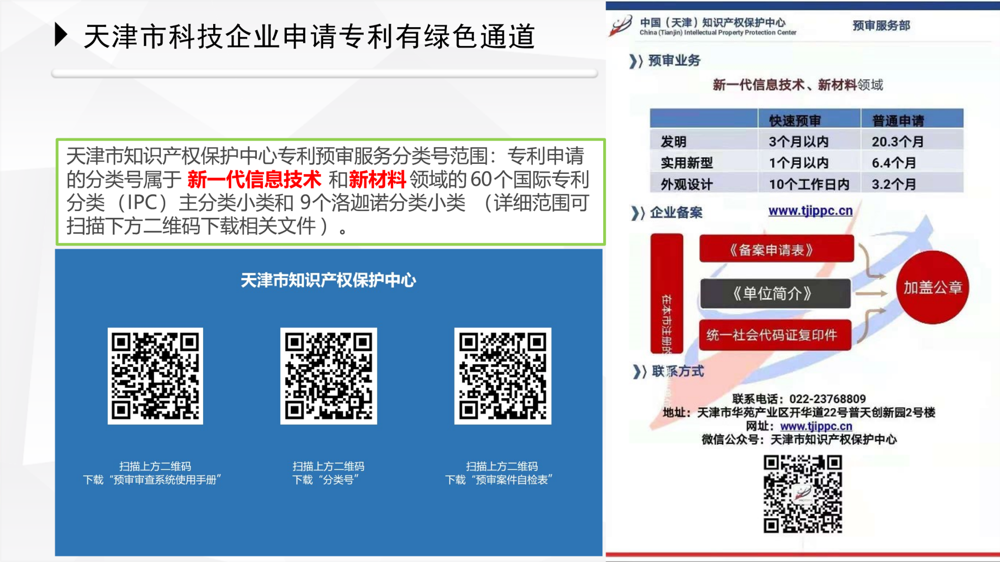 天津市科技企业申请专利有绿色通道
天津市知识产权保护中心专利预审服务分类号范围：专利申请
的分类号属于 新一代信息技术 和新材料 领域的60个国际专利
分类（IPC）主分类小类和 9个洛迦诺分类小类 （详细范围可
扫描下方二维码下载相关文件）。
天津市知识产权保护中心
扫描上方二维码
下载“预审审查系统使用手册”
扫描上方二维码
下载“分类号”
扫描上方二维码
下载“预审案件自检表”
中国（天津）知识产权保护中心
China (Tianjin) Intellectual Property Protection Center
预审服务部
预审业务
新一代信息技术、新材料领域
快速预审 普通申请
发明 3个月以内 20.3个月
实用新型 1个月以内 6.4个月
外观设计 10个工作日内 3.2个月
企业备案 www.tjippc.cn
在本市注册的
《备案申请表》
《单位简介》
统一社会代码证复印件
加盖公章
联系方式
联系电话：022-23768809
地址：天津市华苑产业区开华道22号普天创新园2号楼
网址：www.tjippc.cn
微信公众号：天津市知识产权保护中心